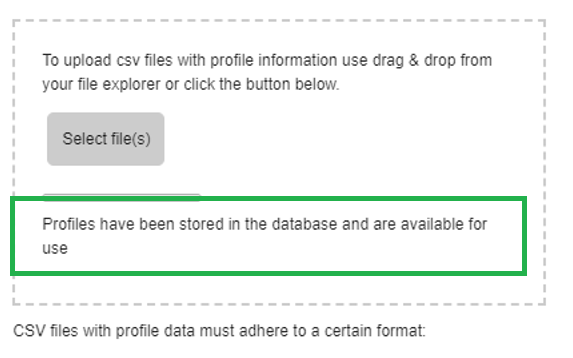 To upload csv files with profile information use drag & drop from
your file explorer or click the button below.
Select file(s)
Profiles have been stored in the database and are available for
use
CSV files with profile data must adhere to a certain format: